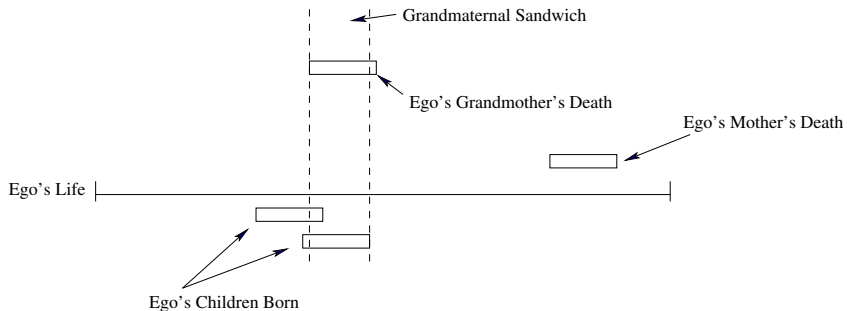 Grandmaternal Sandwich
Ego's Grandmother's Death
Ego's Mother's Death
Ego's Life
Ego's Children Born